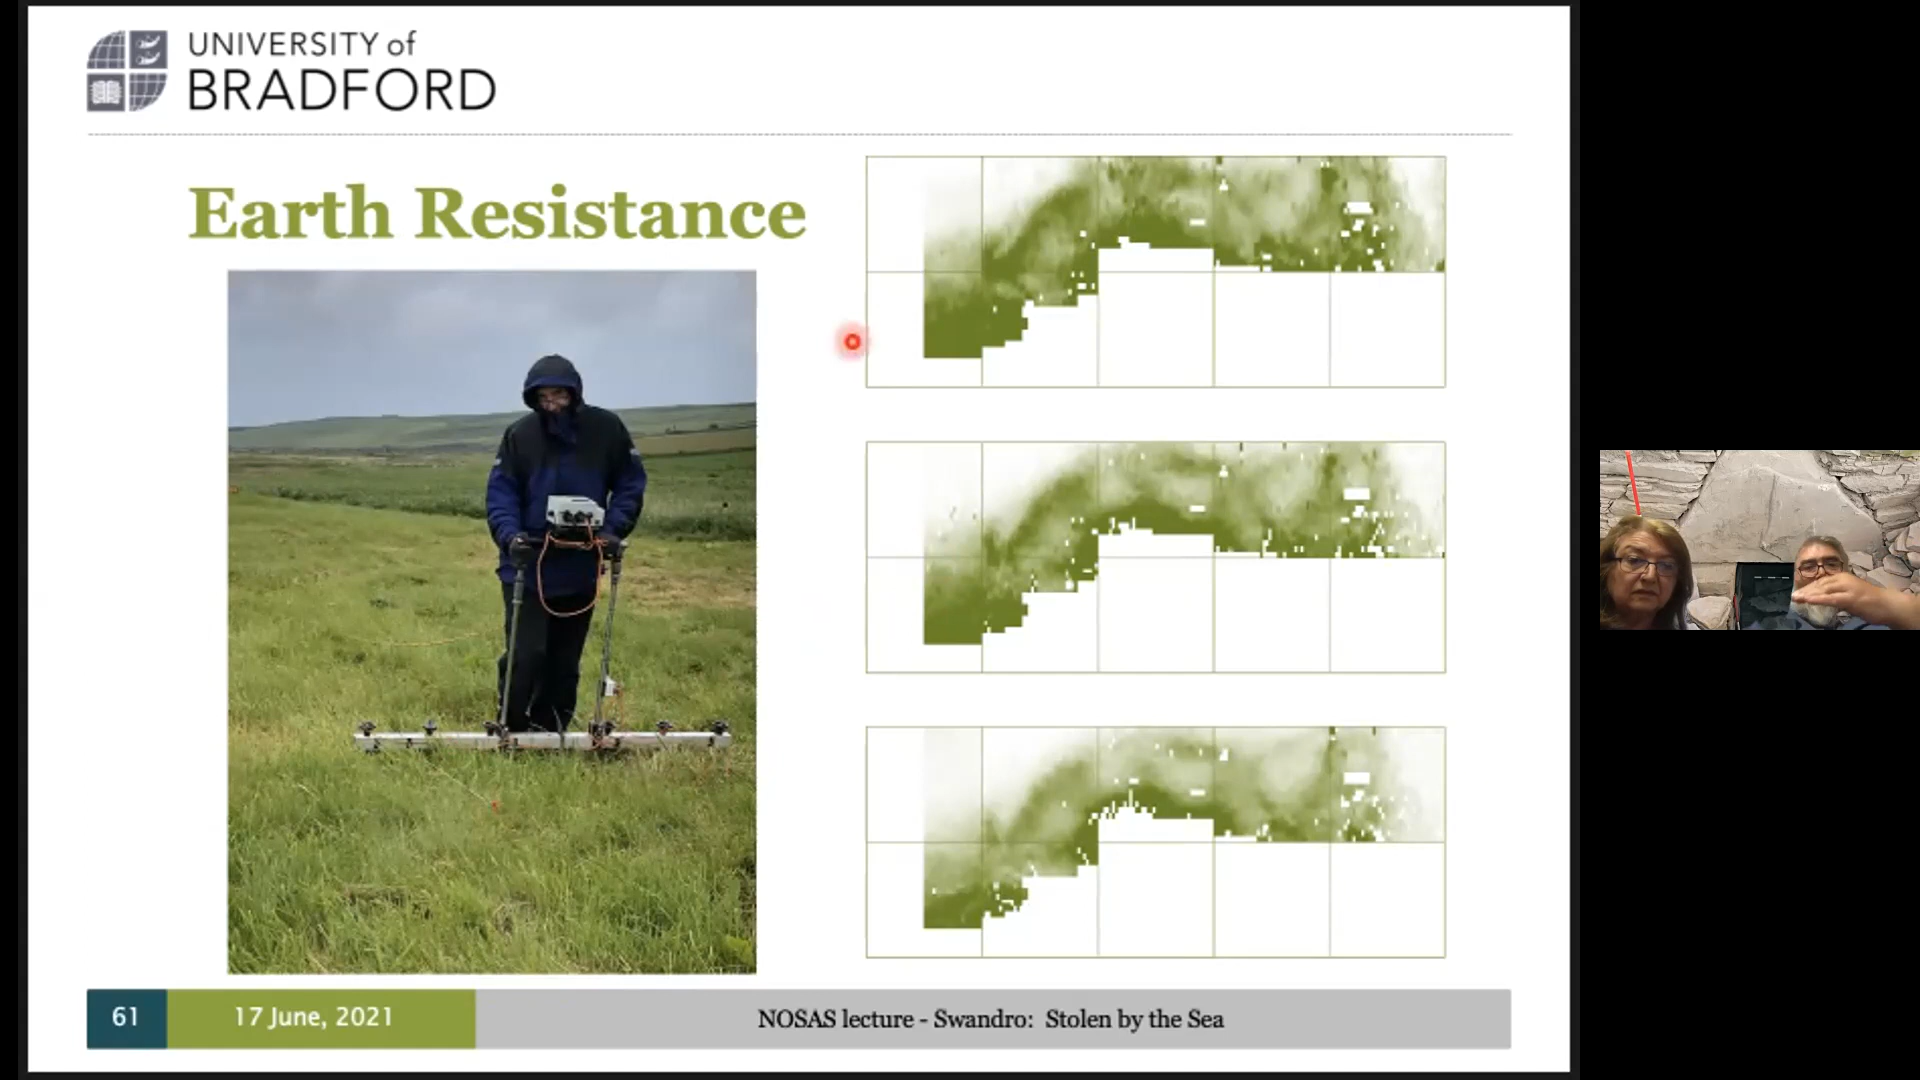 UNIVERSITY of
BRADFORD
Earth Resistance
61
17 June, 2021
NOSAS lecture - Swandro: Stolen by the Sea